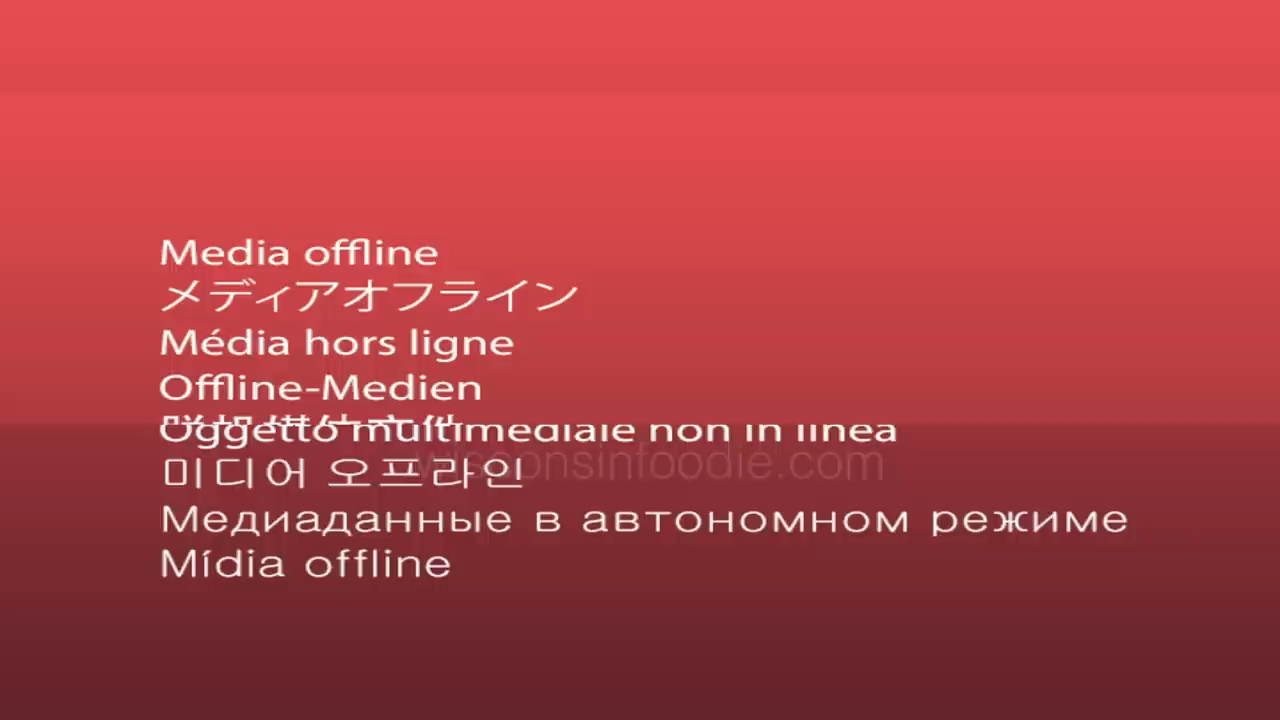 Media offline
メディアオフライン
Média hors ligne
Offline-Medien
Oggetto multimediale non in linea
미디어 오프라인
Медиаданные в автономном режиме
Mídia offline